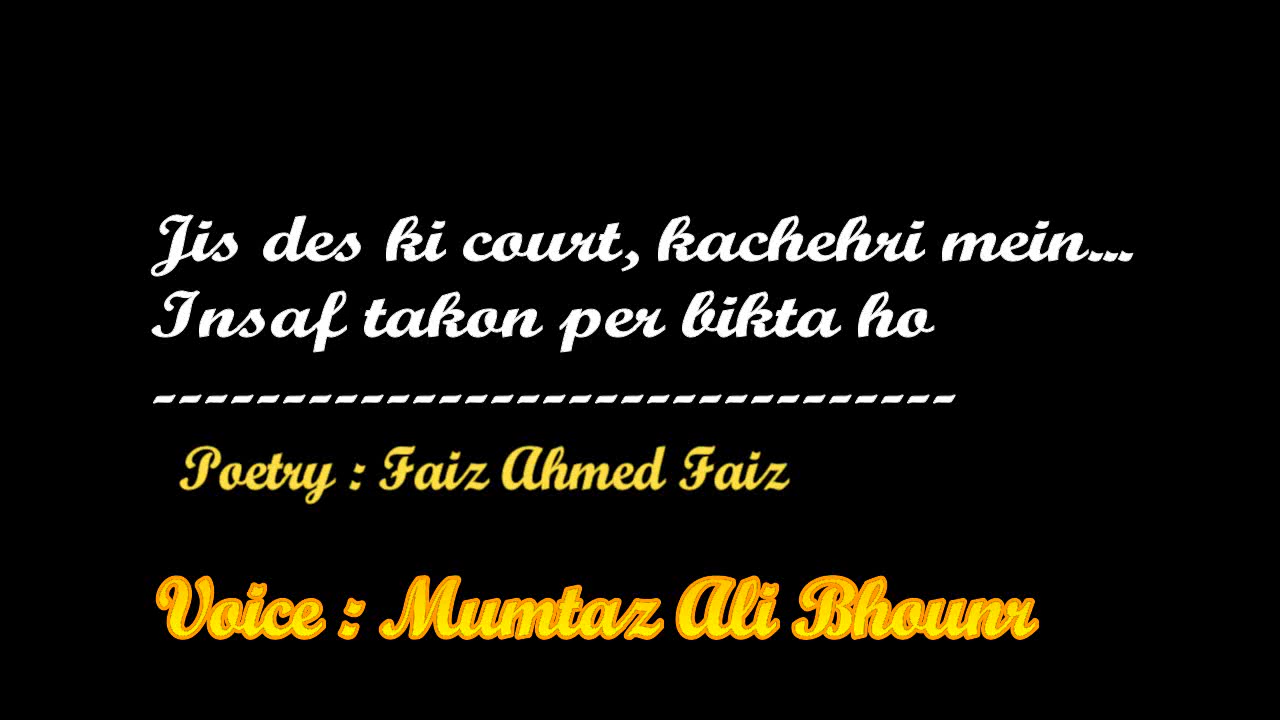 Jis des ki court, kachehri mein...
Insaf takon per bikta ho
-------------------------------
Poetry : Faiz Ahmed Faiz
Voice : Mumtaz Ali Bhounr